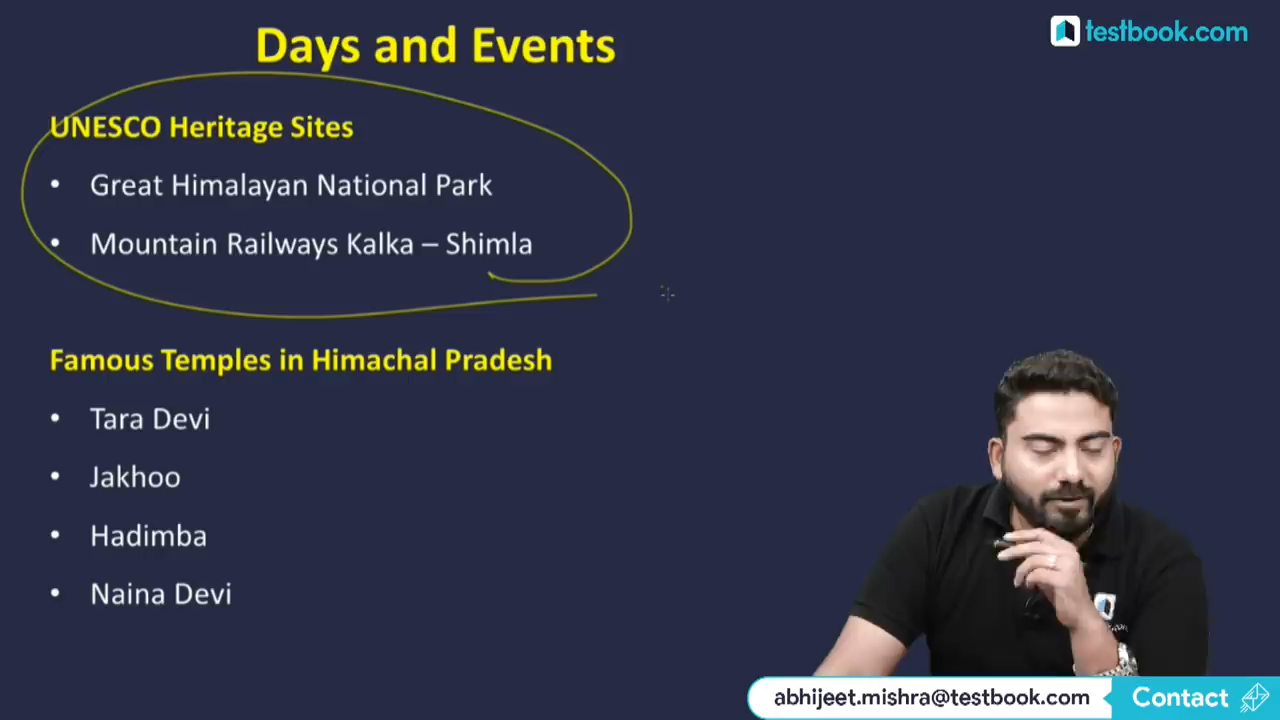 Days and Events
testbook.com
UNESCO Heritage Sites
• Great Himalayan National Park
• Mountain Railways Kalka – Shimla
Famous Temples in Himachal Pradesh
• Tara Devi
• Jakhoo
• Hadimba
• Naina Devi
abhijeet.mishra@testbook.com
Contact